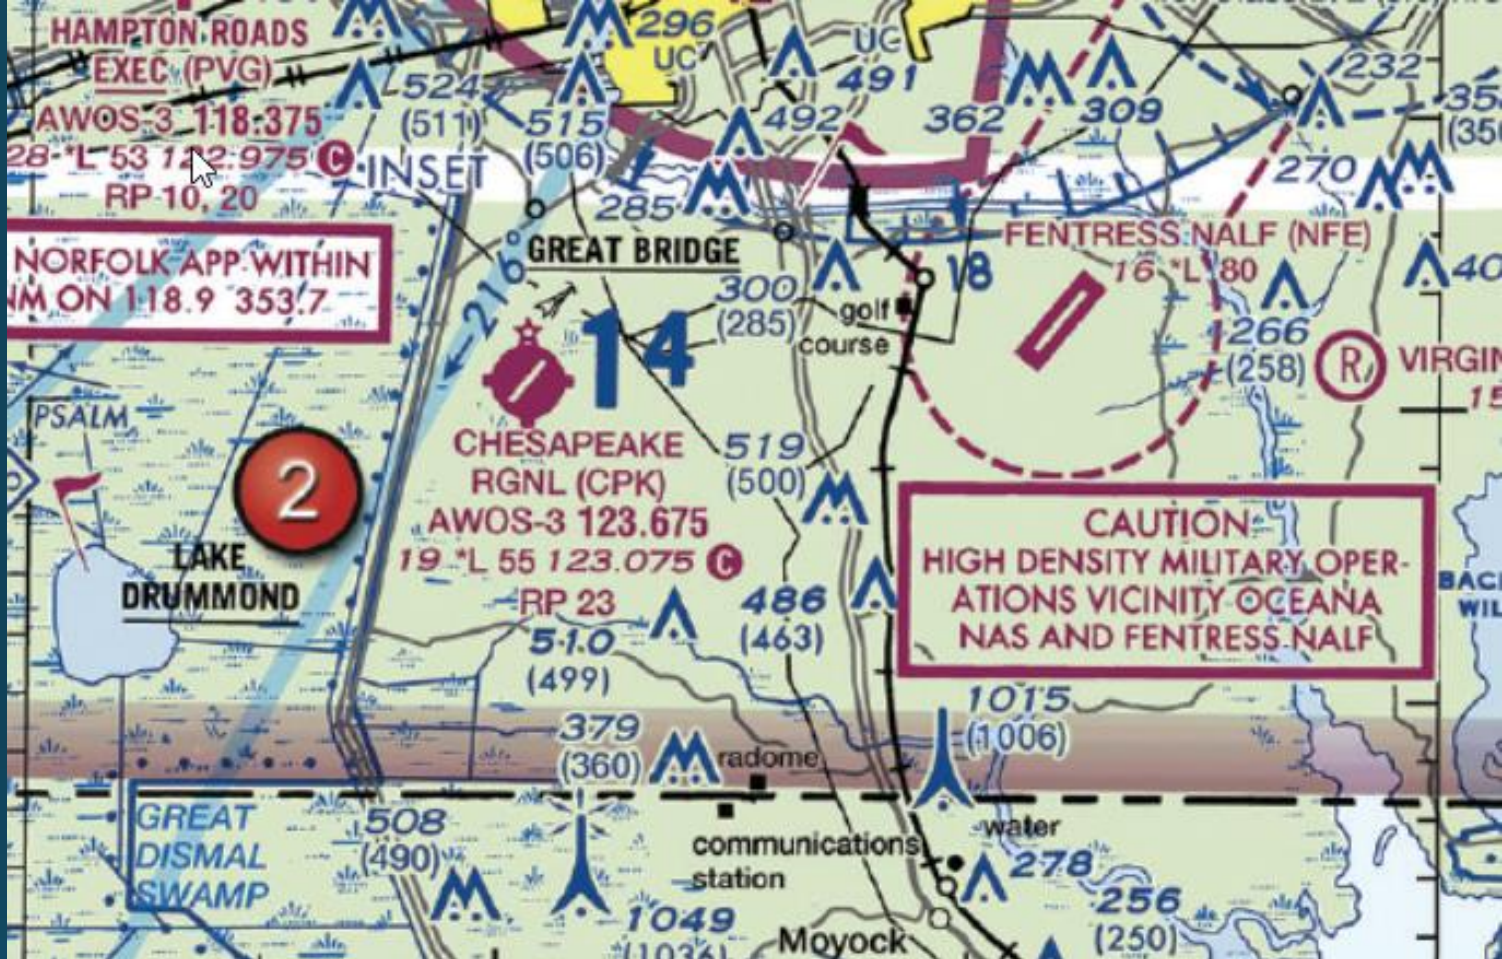 HAMPTON ROADS
EXEC (PVG)
AWOS-3 118.375
28 *L 53 122.975 C
RP 10, 20
INSET
524
(511)
515
(506)
296
UC
UC
491
492
362
309
232
270
285
NORFOLK APP WITHIN
NM ON 118.9 353.7
GREAT BRIDGE
216
14
18
300
(285)
golf
course
FENTRESS NALF (NFE)
16 *L 80
266
(258)
R
PSALM
2
LAKE
DRUMMOND
CHESAPEAKE
RGNL (CPK)
AWOS-3 123.675
19 *L 55 123.075 C
RP 23
519
(500)
510
(499)
486
(463)
CAUTION
HIGH DENSITY MILITARY OPER-
ATIONS VICINITY OCEANA
NAS AND FENTRESS NALF
1015
(1006)
379
(360)
radome
GREAT
DISMAL
SWAMP
508
(490)
communications
station
water
278
256
(250)
1049
(1036)
Moyock